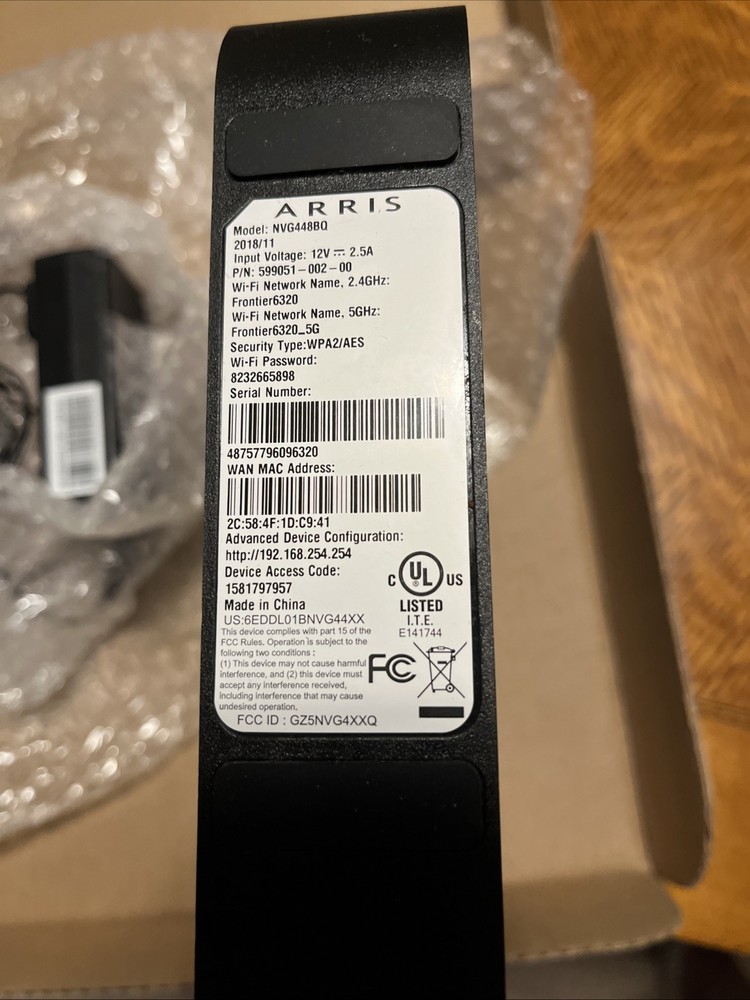 ARRIS
Model: NVG448BQ
2018/11
Input Voltage: 12V ⎓ 2.5A
P/N: 599051-002-00
Wi-Fi Network Name, 2.4GHz:
Frontier6320
Wi-Fi Network Name, 5GHz:
Frontier6320_5G
Security Type:WPA2/AES
Wi-Fi Password:
8232665898
Serial Number:
48757796096320
WAN MAC Address:
2C:58:4F:1D:C9:41
Advanced Device Configuration:
http://192.168.254.254
Device Access Code:
1581797957
Made in China
US:6EDDL01BNVG44XX
This device complies with part 15 of the
FCC Rules. Operation is subject to the
following two conditions :
(1) This device may not cause harmful
interference, and (2) this device must
accept any interference received,
including interference that may cause
undesired operation.
FCC ID : GZ5NVG4XXQ
C UL ® US
LISTED
I.T.E.
E141744
FC